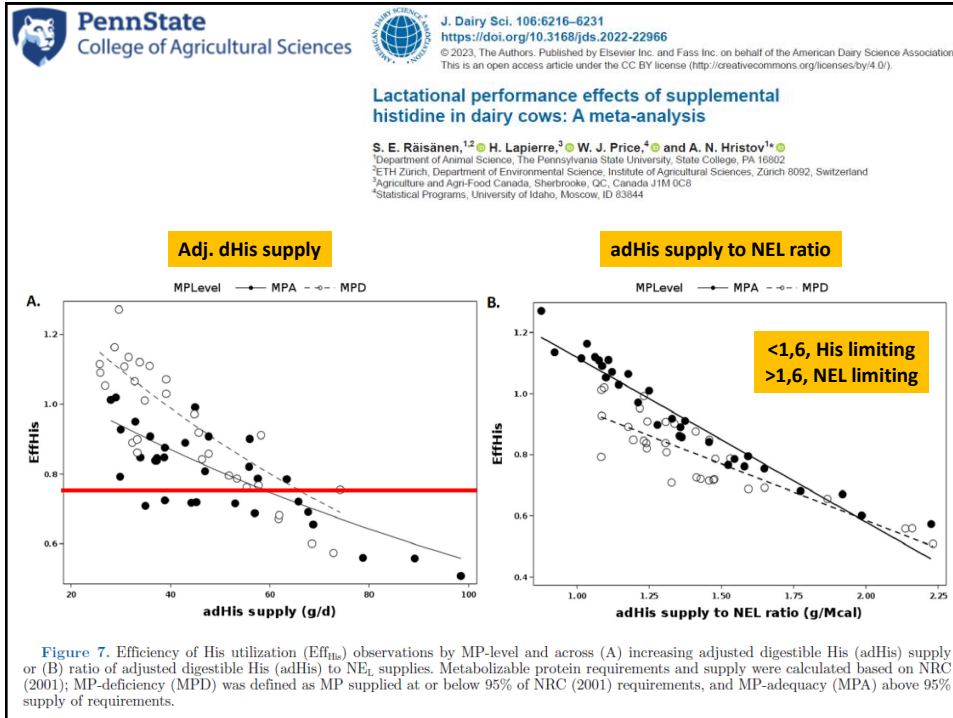 PennState
College of Agricultural Sciences
AMERICAN DAIRY SCIENCE ASSOCIATION
J. Dairy Sci. 106:6216–6231
https://doi.org/10.3168/jds.2022-22966
© 2023, The Authors. Published by Elsevier Inc. and Fass Inc. on behalf of the American Dairy Science Association
This is an open access article under the CC BY license (http://creativecommons.org/licenses/by/4.0/).
Lactational performance effects of supplemental
histidine in dairy cows: A meta-analysis
S. E. Räisänen,1,2 H. Lapierre,3 W. J. Price,4 and A. N. Hristov1*
1Department of Animal Science, The Pennsylvania State University, State College, PA 16802
2ETH Zürich, Department of Environmental Science, Institute of Agricultural Sciences, Zürich 8092, Switzerland
3Agriculture and Agri-Food Canada, Sherbrooke, QC, Canada J1M 0C8
4Statistical Programs, University of Idaho, Moscow, ID 83844
Adj. dHis supply
adHis supply to NEL ratio
MPLevel MPA MPD
A.
1.2
1.0
0.8
0.6
EffHis
20 40 60 80 100
adHis supply (g/d)
MPLevel MPA MPD
B.
<1,6, His limiting
>1,6, NEL limiting
1.2
1.0
0.8
0.6
0.4
EffHis
1.00 1.25 1.50 1.75 2.00 2.25
adHis supply to NEL ratio (g/Mcal)
Figure 7. Efficiency of His utilization (EffHis) observations by MP-level and across (A) increasing adjusted digestible His (adHis) supply
or (B) ratio of adjusted digestible His (adHis) to NEL supplies. Metabolizable protein requirements and supply were calculated based on NRC
(2001); MP-deficiency (MPD) was defined as MP supplied at or below 95% of NRC (2001) requirements, and MP-adequacy (MPA) above 95%
supply of requirements.